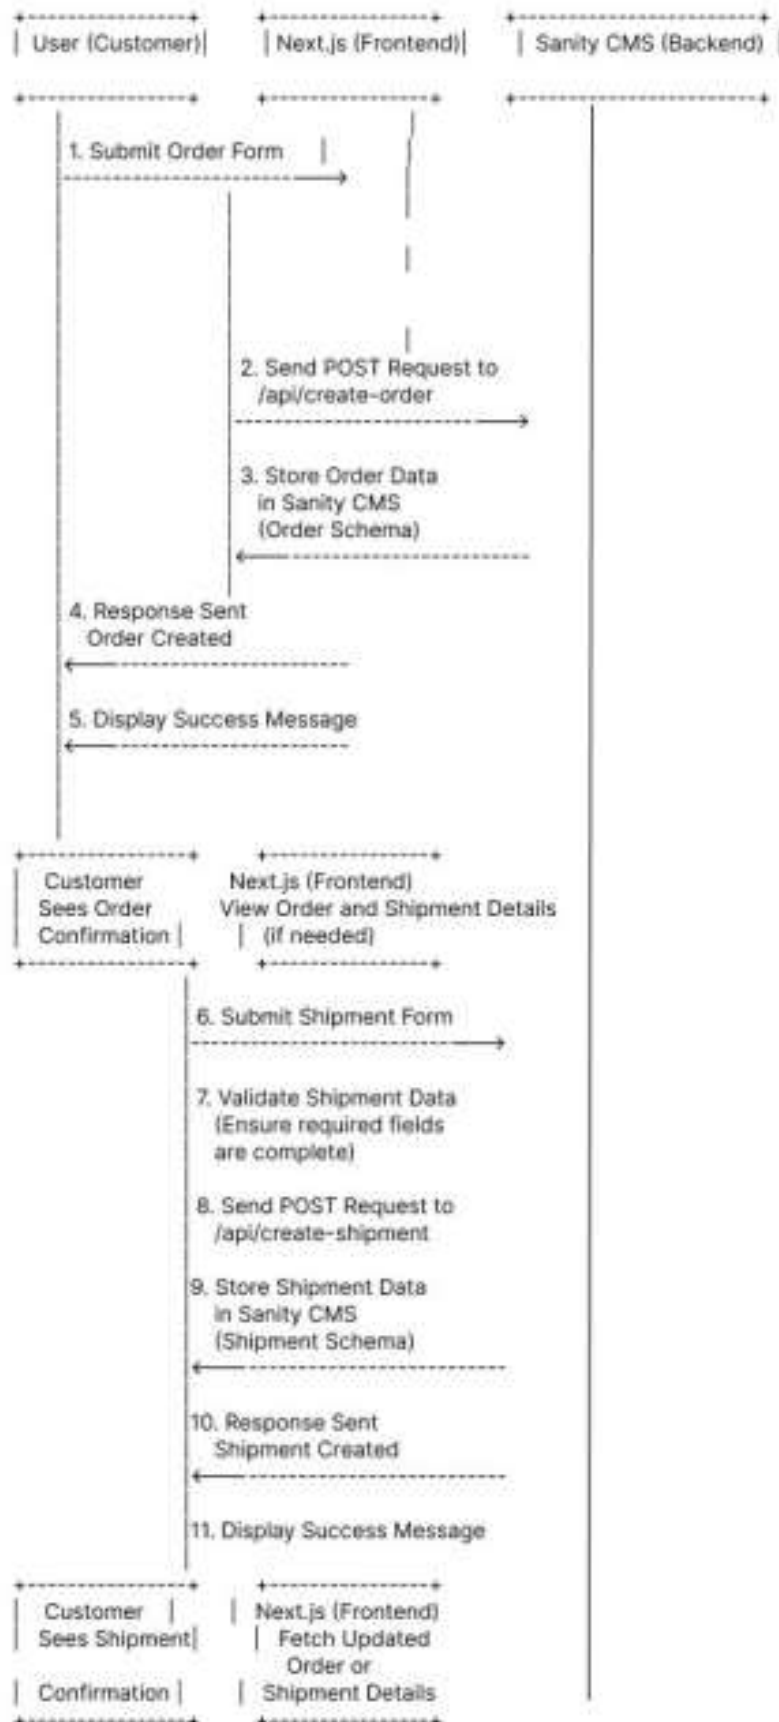 User (Customer) Next.js (Frontend) Sanity CMS (Backend)
1. Submit Order Form
2. Send POST Request to
/api/create-order
3. Store Order Data
in Sanity CMS
(Order Schema)
4. Response Sent
Order Created
5. Display Success Message
Customer Next.js (Frontend)
Sees Order View Order and Shipment Details
Confirmation (if needed)
6. Submit Shipment Form
7. Validate Shipment Data
(Ensure required fields
are complete)
8. Send POST Request to
/api/create-shipment
9. Store Shipment Data
in Sanity CMS
(Shipment Schema)
10. Response Sent
Shipment Created
11. Display Success Message
Customer Next.js (Frontend)
Sees Shipment Fetch Updated
Order or
Confirmation Shipment Details